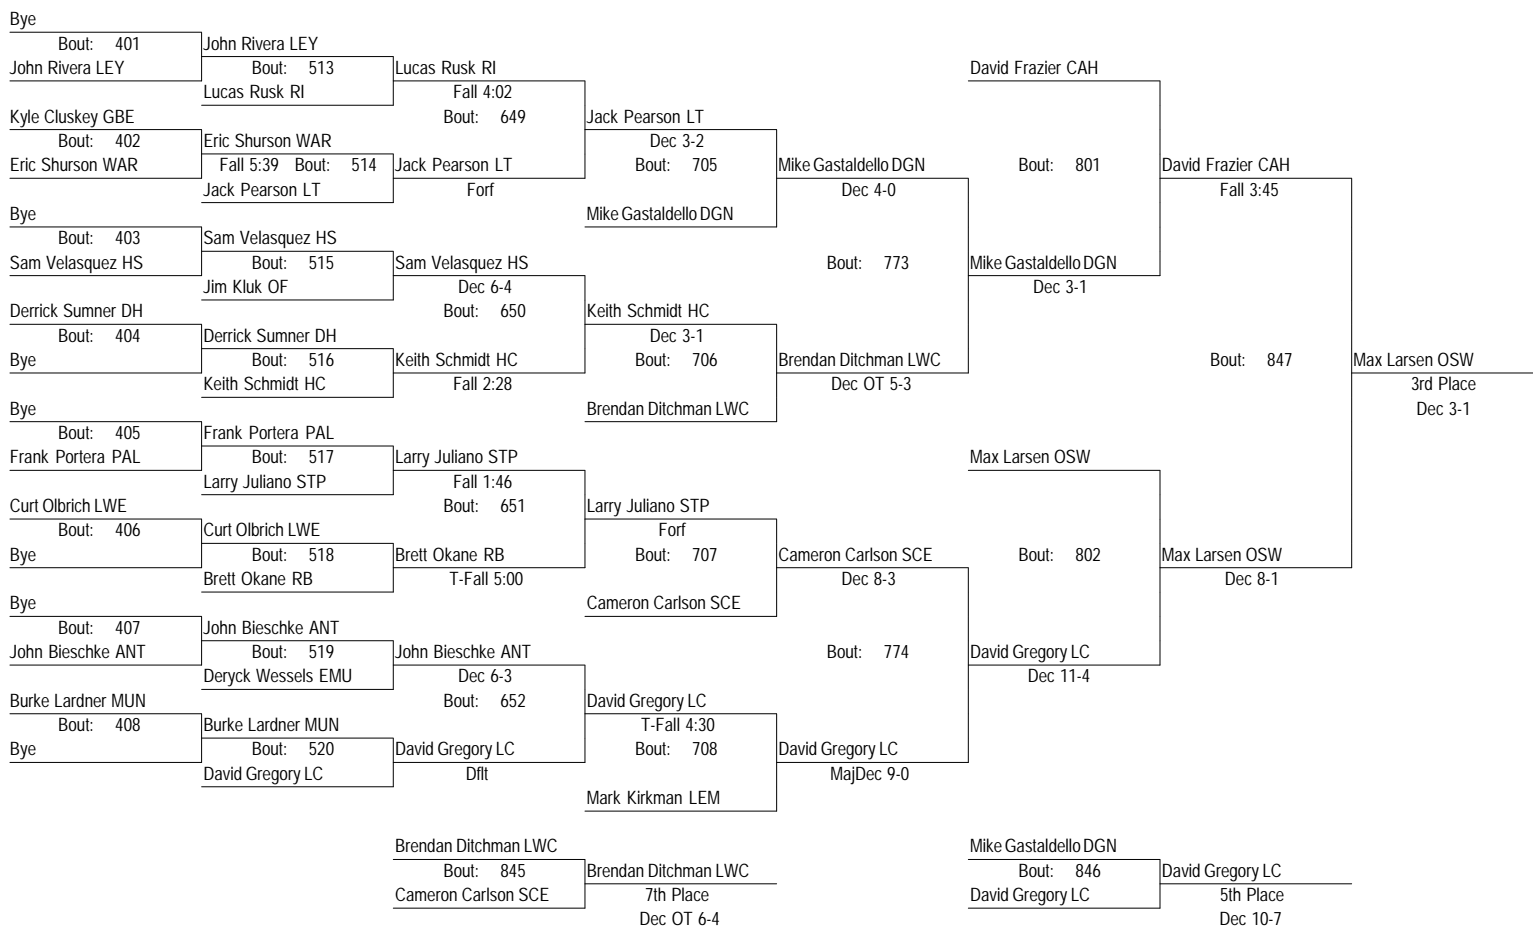 Bye
Bout: 401 John Rivera LEY
John Rivera LEY Bout: 513 Lucas Rusk RI David Frazier CAH
Lucas Rusk RI Fall 4:02
Kyle Cluskey GBE Bout: 649 Jack Pearson LT
Bout: 402 Eric Shurson WAR Dec 3-2
Eric Shurson WAR Fall 5:39 Bout: 514 Jack Pearson LT Bout: 705 Mike Gastaldello DGN Bout: 801 David Frazier CAH
Jack Pearson LT Forf Dec 4-0 Fall 3:45
Bye Mike Gastaldello DGN
Bout: 403 Sam Velasquez HS
Sam Velasquez HS Bout: 515 Sam Velasquez HS Bout: 773 Mike Gastaldello DGN
Jim Kluk OF Dec 6-4 Dec 3-1
Derrick Sumner DH Bout: 650 Keith Schmidt HC
Bout: 404 Derrick Sumner DH Dec 3-1
Bye Bout: 516 Keith Schmidt HC Bout: 706 Brendan Ditchman LWC Bout: 847 Max Larsen OSW
Keith Schmidt HC Fall 2:28 Dec OT 5-3 3rd Place
Bye Brendan Ditchman LWC Dec 3-1
Bout: 405 Frank Portera PAL
Frank Portera PAL Bout: 517 Larry Juliano STP Max Larsen OSW
Larry Juliano STP Fall 1:46
Curt Olbrich LWE Bout: 651 Larry Juliano STP
Bout: 406 Curt Olbrich LWE Forf
Bye Bout: 518 Brett Okane RB Bout: 707 Cameron Carlson SCE Bout: 802 Max Larsen OSW
Brett Okane RB T-Fall 5:00 Dec 8-3 Dec 8-1
Bye Cameron Carlson SCE
Bout: 407 John Bieschke ANT
John Bieschke ANT Bout: 519 John Bieschke ANT Bout: 774 David Gregory LC
Deryck Wessels EMU Dec 6-3 Dec 11-4
Burke Lardner MUN Bout: 652 David Gregory LC
Bout: 408 Burke Lardner MUN T-Fall 4:30
Bye Bout: 520 David Gregory LC Bout: 708 David Gregory LC
David Gregory LC Dflt MajDec 9-0
Mark Kirkman LEM
Brendan Ditchman LWC Mike Gastaldello DGN
Bout: 845 Brendan Ditchman LWC Bout: 846 David Gregory LC
Cameron Carlson SCE 7th Place David Gregory LC 5th Place
Dec OT 6-4 Dec 10-7